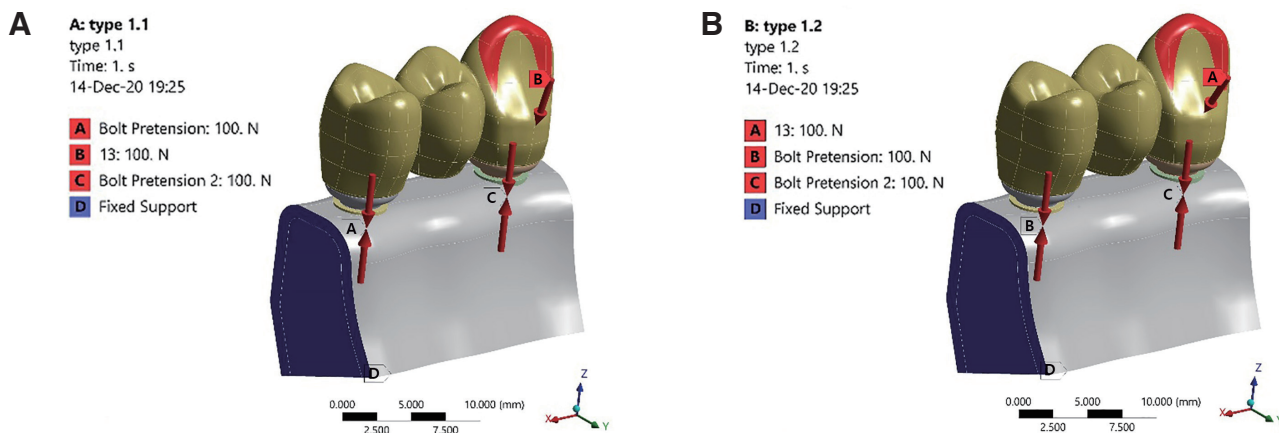 A
A: type 1.1
type 1.1
Time: 1. s
14-Dec-20 19:25
A Bolt Pretension: 100. N
B 13: 100. N
C Bolt Pretension 2: 100. N
D Fixed Support
B
C
A
D
0.000 5.000 10.000 (mm)
2.500 7.500
Z
X
Y
B
B: type 1.2
type 1.2
Time: 1. s
14-Dec-20 19:25
A 13: 100. N
B Bolt Pretension: 100. N
C Bolt Pretension 2: 100. N
D Fixed Support
A
C
B
D
0.000 5.000 10.000 (mm)
2.500 7.500
Z
X
Y